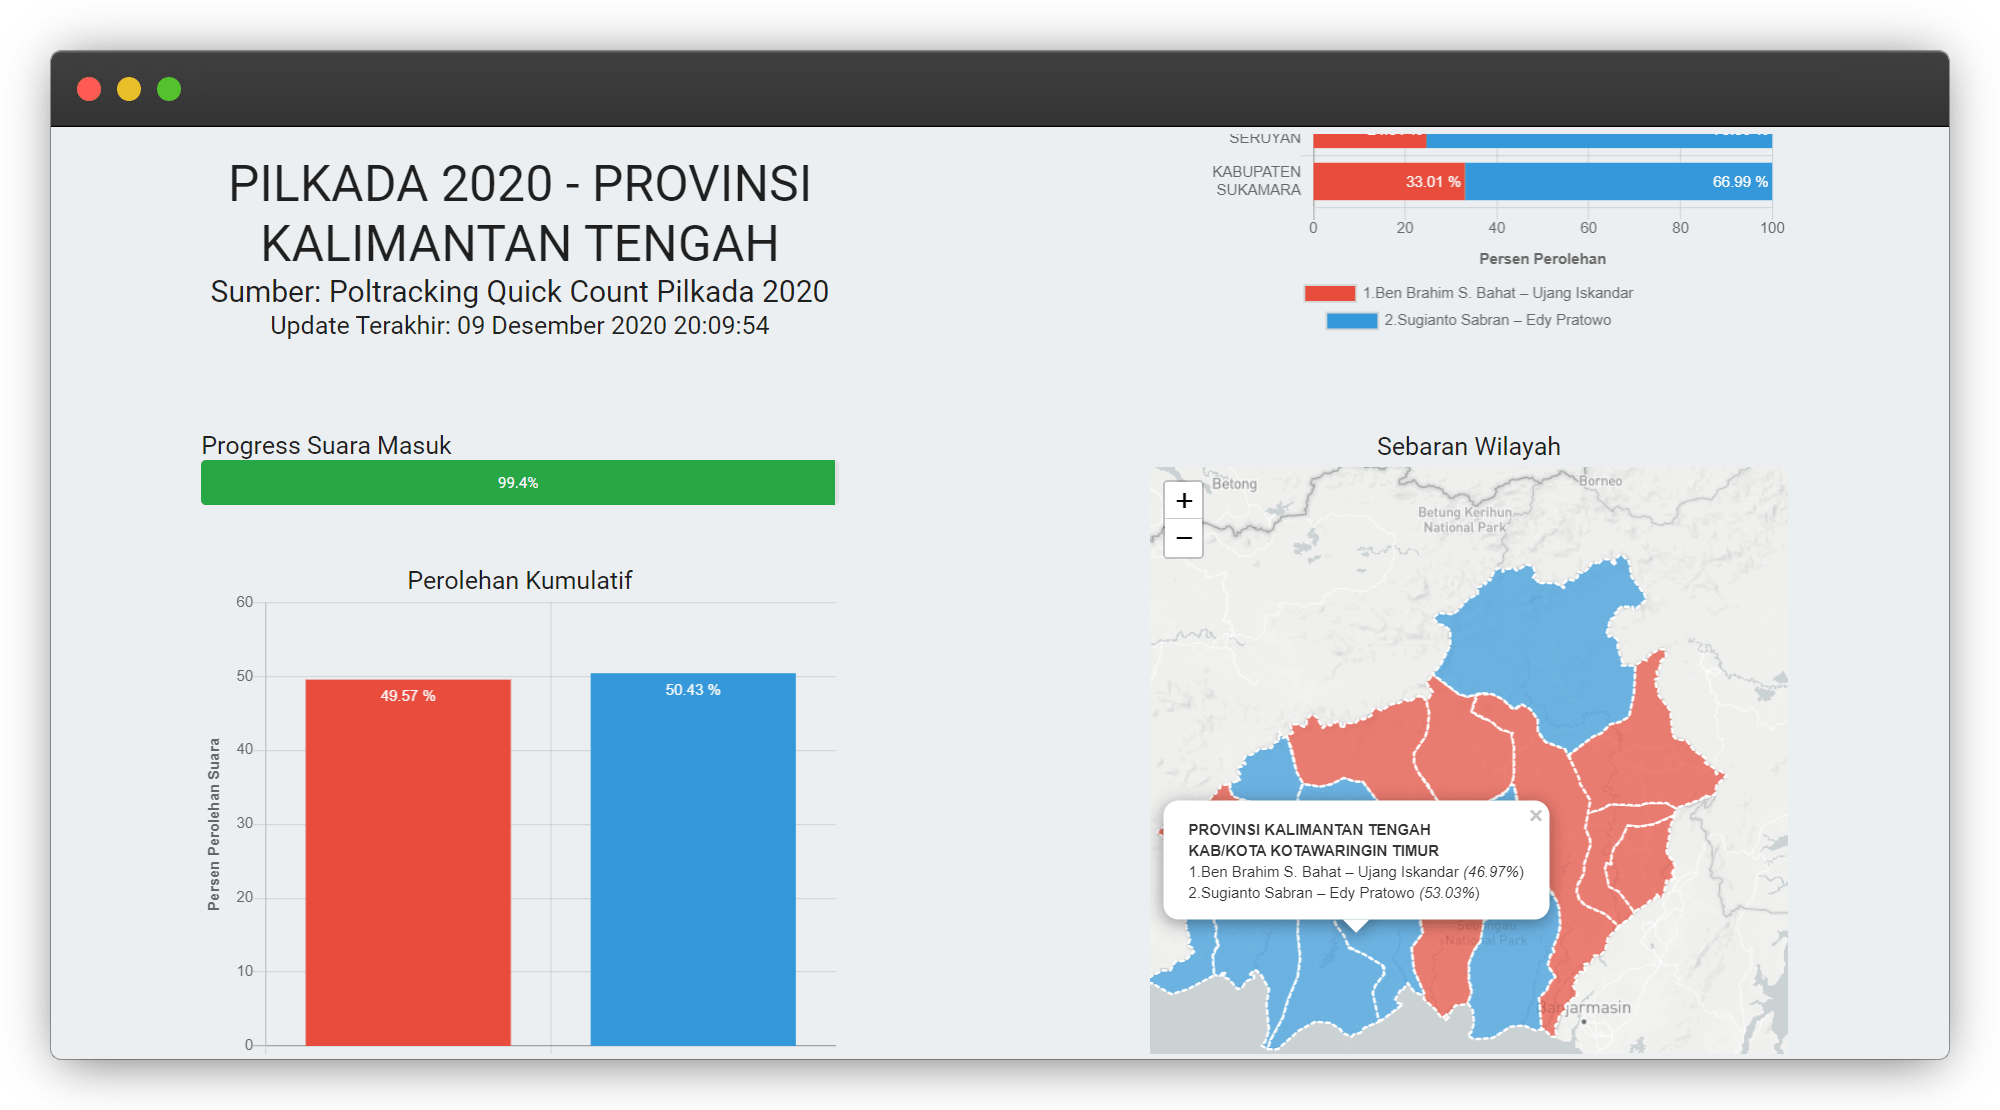 PILKADA 2020 - PROVINSI
KALIMANTAN TENGAH
Sumber: Poltracking Quick Count Pilkada 2020
Update Terakhir: 09 Desember 2020 20:09:54
Progress Suara Masuk
99.4%
Perolehan Kumulatif
60
50
40
30
20
10
0
Persen Perolehan Suara
49.57 %
50.43 %
SERUYAN
KABUPATEN
SUKAMARA
33.01 %
66.99 %
0 20 40 60 80 100
Persen Perolehan
1.Ben Brahim S. Bahat – Ujang Iskandar
2.Sugianto Sabran – Edy Pratowo
Sebaran Wilayah
+
−
Betong
Borneo
Betung Kerihun
National Park
×
PROVINSI KALIMANTAN TENGAH
KAB/KOTA KOTAWARINGIN TIMUR
1.Ben Brahim S. Bahat – Ujang Iskandar (46.97%)
2.Sugianto Sabran – Edy Pratowo (53.03%)
Sebangau
National Park
Banjarmasin